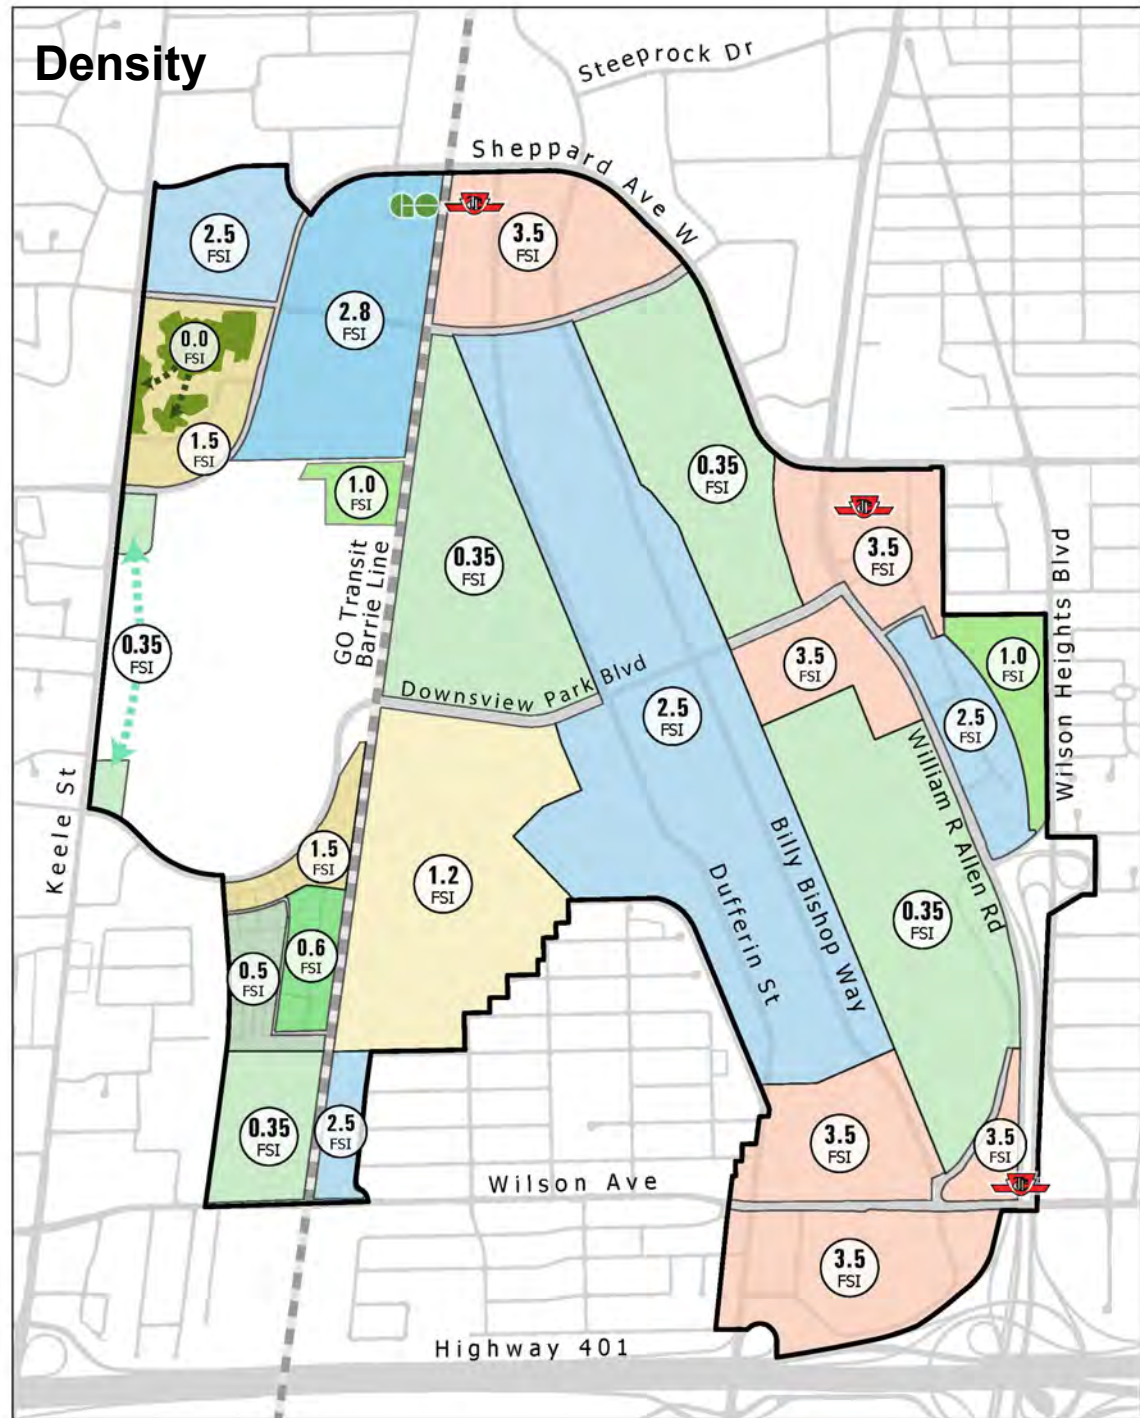 Density
Steeprock Dr
Sheppard Ave W
GO
2.5
FSI
3.5
FSI
2.8
FSI
0.0
FSI
1.5
FSI
1.0
FSI
0.35
FSI
0.35
FSI
3.5
FSI
GO Transit
Barrie Line
0.35
FSI
Downsview Park Blvd
3.5
FSI
1.0
FSI
2.5
FSI
2.5
FSI
Wilson Heights Blvd
William R Allen Rd
Keele St
1.5
FSI
1.2
FSI
Billy Bishop Way
Dufferin St
0.35
FSI
0.6
FSI
0.5
FSI
0.35
FSI
2.5
FSI
3.5
FSI
3.5
FSI
Wilson Ave
3.5
FSI
Highway 401